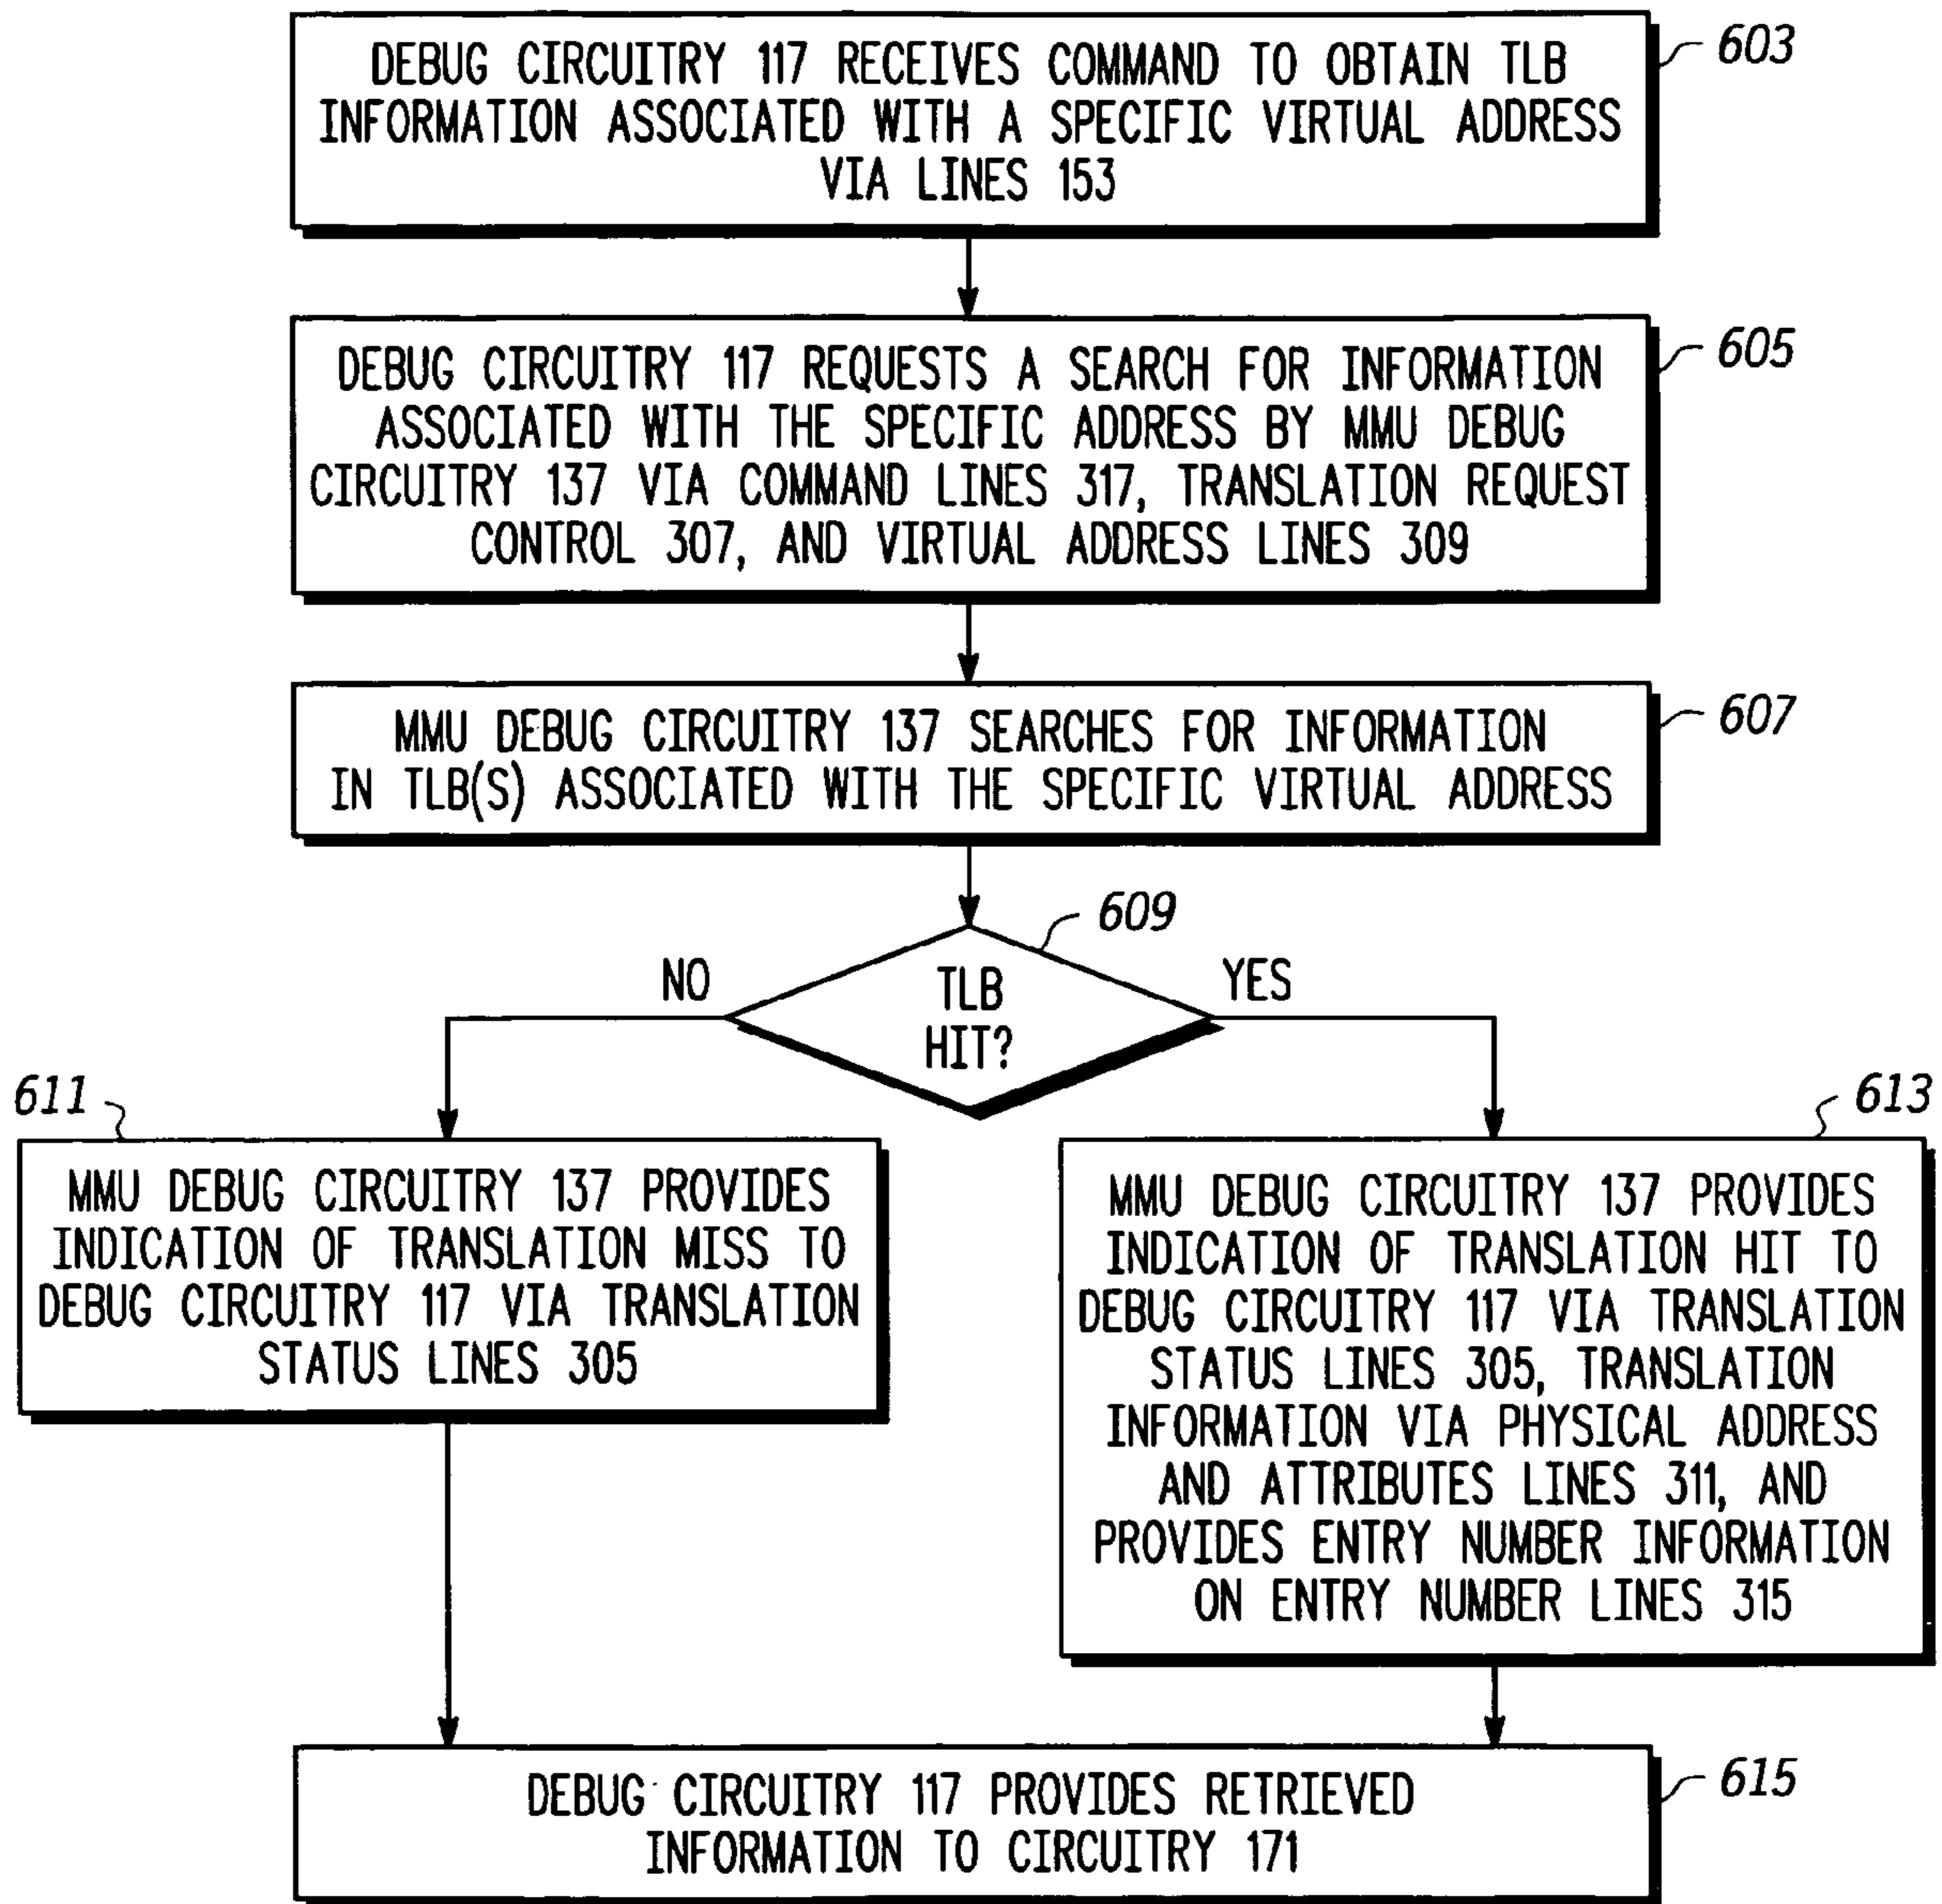 DEBUG CIRCUITRY 117 RECEIVES COMMAND TO OBTAIN TLB
INFORMATION ASSOCIATED WITH A SPECIFIC VIRTUAL ADDRESS
VIA LINES 153
603
DEBUG CIRCUITRY 117 REQUESTS A SEARCH FOR INFORMATION
ASSOCIATED WITH THE SPECIFIC ADDRESS BY MMU DEBUG
CIRCUITRY 137 VIA COMMAND LINES 317, TRANSLATION REQUEST
CONTROL 307, AND VIRTUAL ADDRESS LINES 309
605
MMU DEBUG CIRCUITRY 137 SEARCHES FOR INFORMATION
IN TLB(S) ASSOCIATED WITH THE SPECIFIC VIRTUAL ADDRESS
607
609
TLB
HIT?
NO
YES
611
MMU DEBUG CIRCUITRY 137 PROVIDES
INDICATION OF TRANSLATION MISS TO
DEBUG CIRCUITRY 117 VIA TRANSLATION
STATUS LINES 305
613
MMU DEBUG CIRCUITRY 137 PROVIDES
INDICATION OF TRANSLATION HIT TO
DEBUG CIRCUITRY 117 VIA TRANSLATION
STATUS LINES 305, TRANSLATION
INFORMATION VIA PHYSICAL ADDRESS
AND ATTRIBUTES LINES 311, AND
PROVIDES ENTRY NUMBER INFORMATION
ON ENTRY NUMBER LINES 315
DEBUG CIRCUITRY 117 PROVIDES RETRIEVED
INFORMATION TO CIRCUITRY 171
615